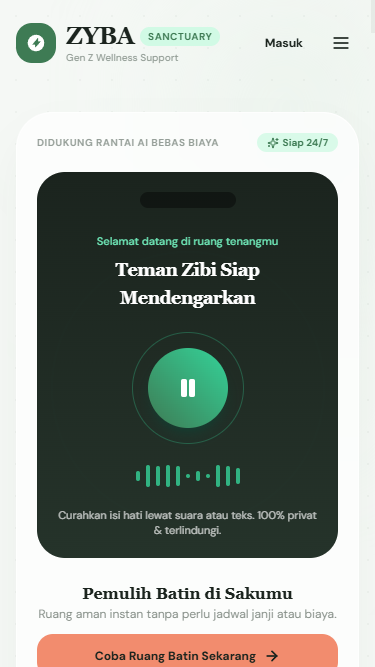 ZYBA SANCTUARY
Gen Z Wellness Support
Masuk
DIDUKUNG RANTAI AI BEBAS BIAYA
Siap 24/7
Selamat datang di ruang tenangmu
Teman Zibi Siap
Mendengarkan
Curahkan isi hati lewat suara atau teks. 100% privat
& terlindungi.
Pemulih Batin di Sakumu
Ruang aman instan tanpa perlu jadwal janji atau biaya.
Coba Ruang Batin Sekarang →